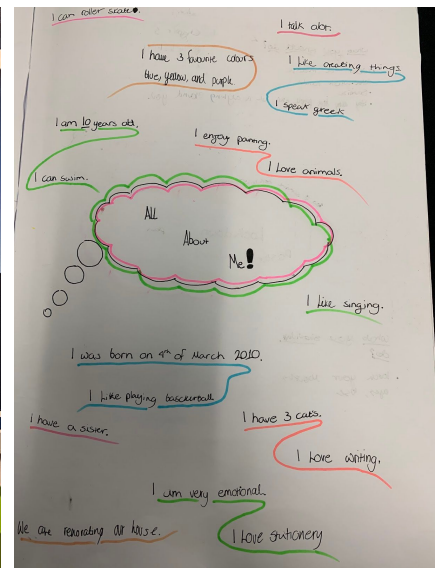 I can roller skate.
I talk alot.
I have 3 favourite colours
blue, yellow, and purple
I like creating things
I speak greek
I am 10 years old.
I enjoy painting.
I can swim.
I love animals.
ALL
About
Me!
I like singing.
I was born on 4th of March 2010.
I like playing basckerball
I have 3 cats.
i have a sister.
I love writing.
I am very emotional.
We are renovating our house.
I love stationery